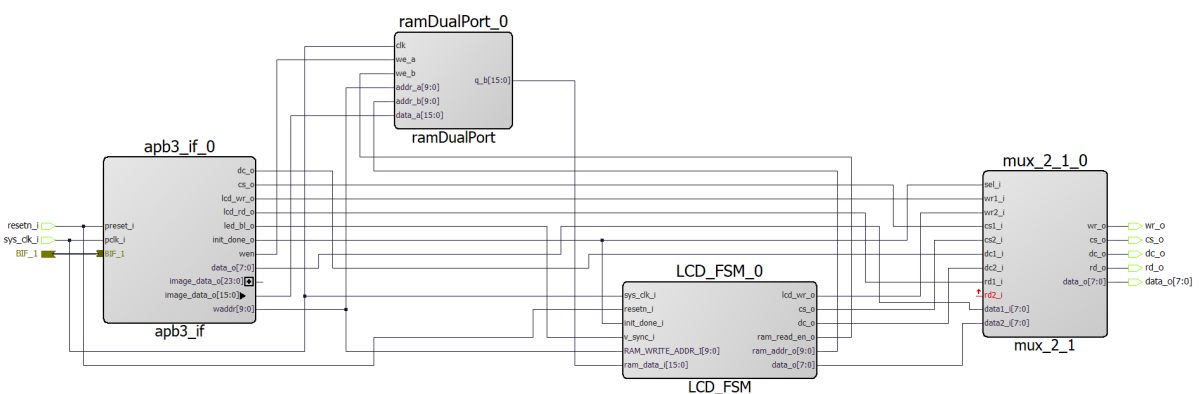 ramDualPort_0
clk
we_a
we_b
addr_a[9:0]
addr_b[9:0]
data_a[15:0]
q_b[15:0]
ramDualPort
apb3_if_0
resetn_i
sys_clk_i
BIF_1
preset_i
pclk_i
BIF_1
dc_o
cs_o
lcd_wr_o
lcd_rd_o
led_bl_o
init_done_o
wen
data_o[7:0]
image_data_o[23:0]
image_data_o[15:0]
waddr[9:0]
apb3_if
LCD_FSM_0
sys_clk_i
resetn_i
init_done_i
v_sync_i
RAM_WRITE_ADDR_I[9:0]
ram_data_i[15:0]
lcd_wr_o
cs_o
dc_o
ram_read_en_o
ram_addr_o[9:0]
data_o[7:0]
LCD_FSM
mux_2_1_0
sel_i
wr1_i
wr2_i
cs1_i
cs2_i
dc1_i
dc2_i
rd1_i
rd2_i
data1_i[7:0]
data2_i[7:0]
wr_o
cs_o
dc_o
rd_o
data_o[7:0]
mux_2_1
wr_o
cs_o
dc_o
rd_o
data_o[7:0]